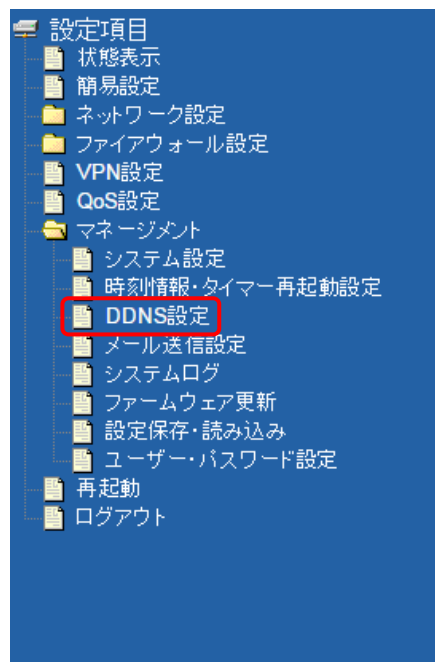 設定項目
状態表示
簡易設定
ネットワーク設定
ファイアウォール設定
VPN設定
QoS設定
マネージメント
システム設定
時刻情報・タイマー再起動設定
DDNS設定
メール送信設定
システムログ
ファームウェア更新
設定保存・読み込み
ユーザー・パスワード設定
再起動
ログアウト